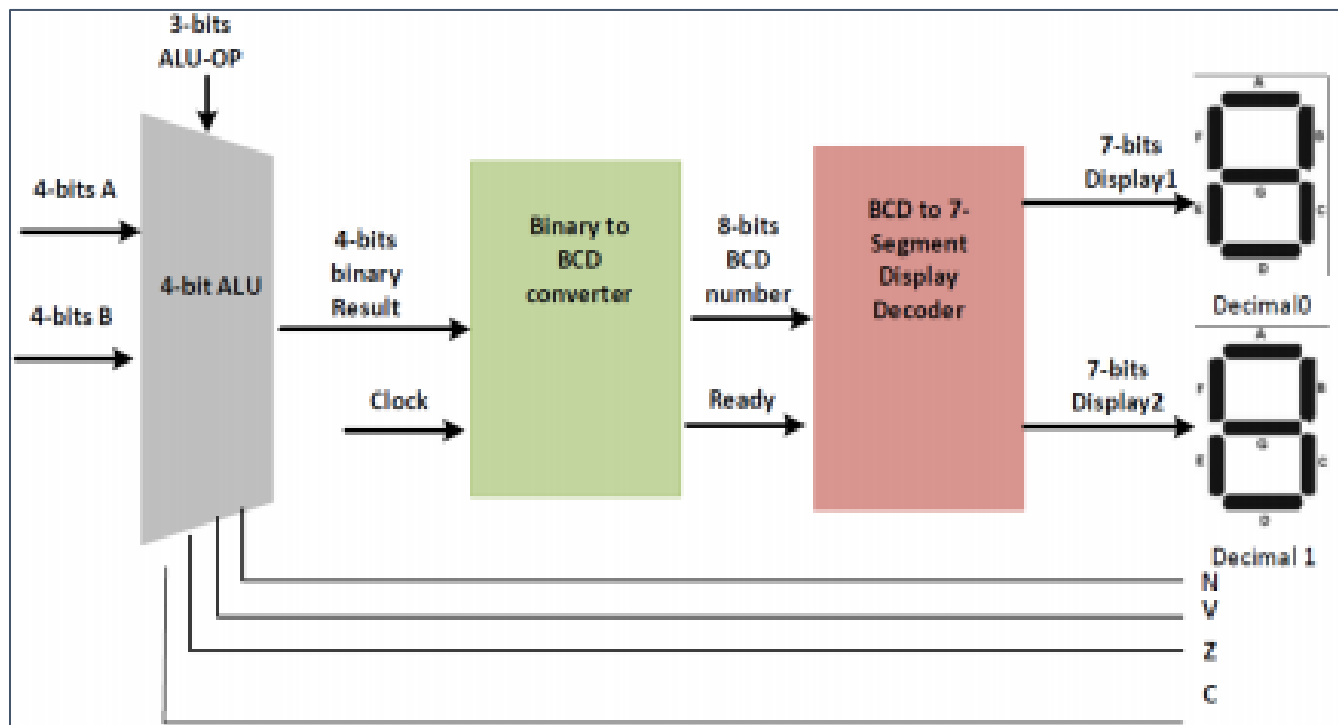 3-bits
ALU-OP
4-bits A
4-bits B
4-bit ALU
4-bits
binary
Result
Clock
Binary to
BCD
converter
8-bits
BCD
number
Ready
BCD to 7-
Segment
Display
Decoder
7-bits
Display1
7-bits
Display2
A
F
B
G
E
C
D
Decimal0
A
F
B
G
E
C
D
Decimal 1
N
V
Z
C